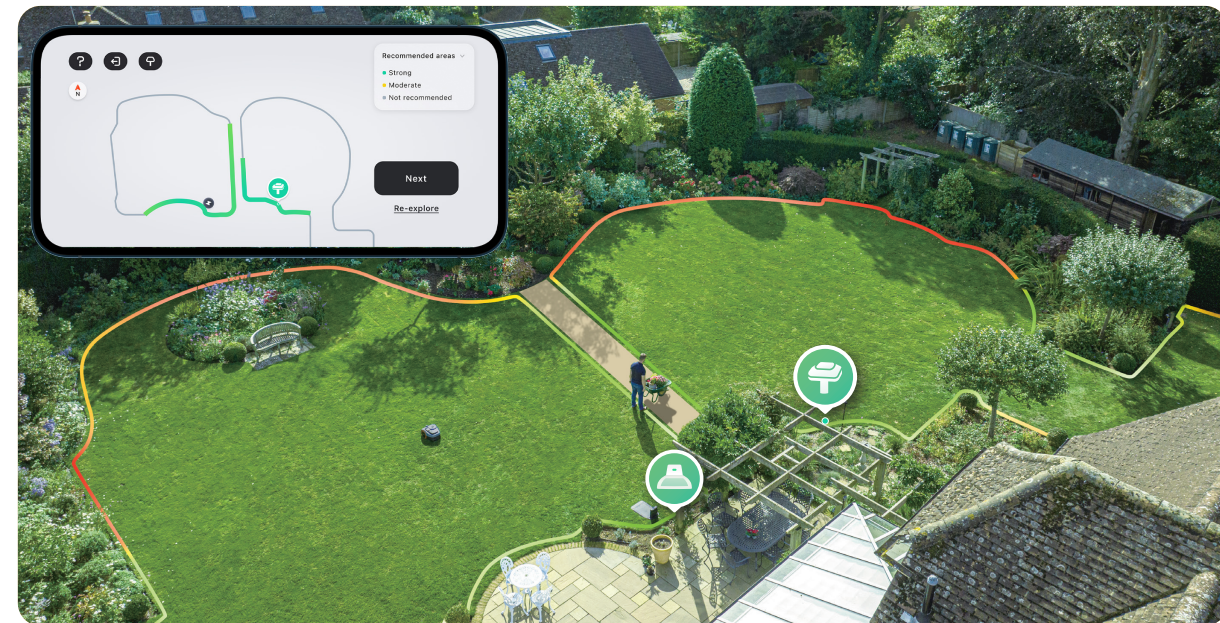 ?
Recommended areas
Strong
Moderate
Not recommended
N
Next
Re-explore